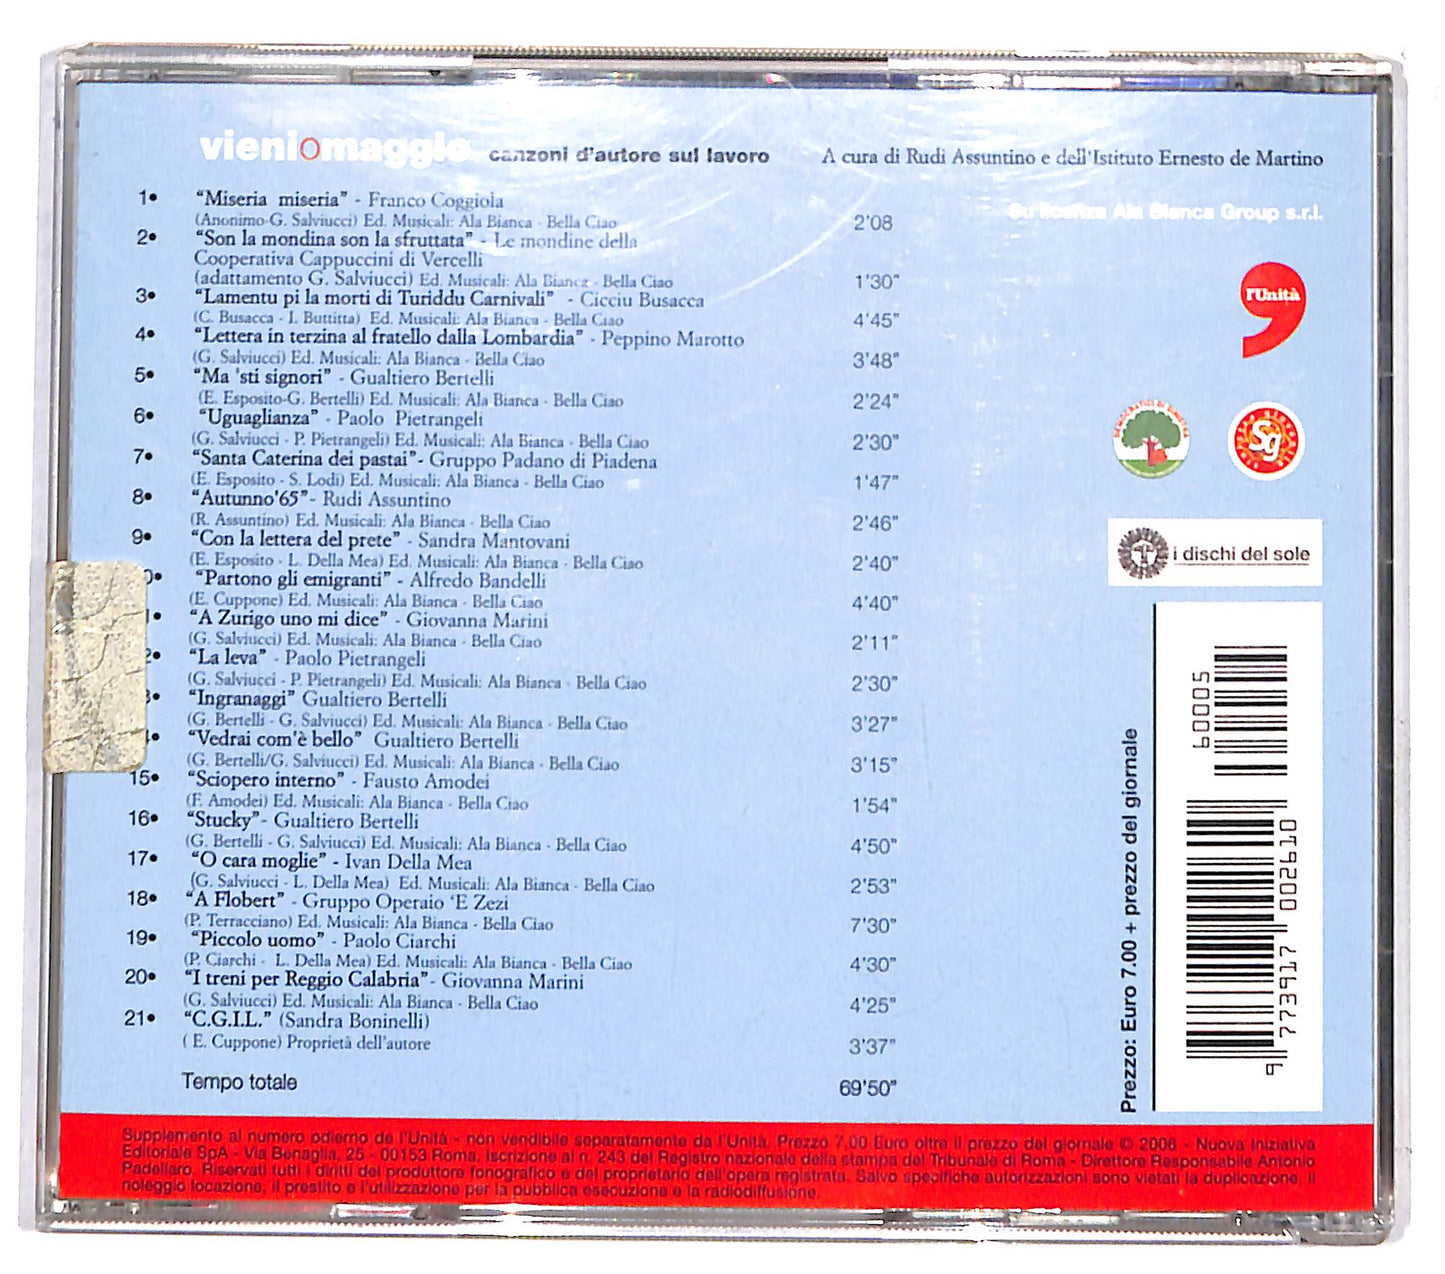 vieniomaggio canzoni d'autore sul lavoro A cura di Rudi Assuntino e dell'Istituto Ernesto de Martino
Su licenza Ala Bianca Group s.r.l.
1• “Miseria miseria” - Franco Coggiola
(Anonimo-G. Salviucci) Ed. Musicali: Ala Bianca - Bella Ciao 2'08
2• “Son la mondina son la sfruttata” - Le mondine della
Cooperativa Cappuccini di Vercelli
(adattamento G. Salviucci) Ed. Musicali: Ala Bianca - Bella Ciao 1'30”
3• “Lamentu pi la morti di Turiddu Carnivali” - Cicciu Busacca
(C. Busacca - I. Buttitta) Ed. Musicali: Ala Bianca - Bella Ciao 4'45”
4• “Lettera in terzina al fratello dalla Lombardia” - Peppino Marotto
(G. Salviucci) Ed. Musicali: Ala Bianca - Bella Ciao 3'48”
5• “Ma 'sti signori” - Gualtiero Bertelli
(E. Esposito-G. Bertelli) Ed. Musicali: Ala Bianca - Bella Ciao 2'24”
6• “Uguaglianza” - Paolo Pietrangeli
(G. Salviucci - P. Pietrangeli) Ed. Musicali: Ala Bianca - Bella Ciao 2'30”
7• “Santa Caterina dei pastai”- Gruppo Padano di Piadena
(E. Esposito - S. Lodi) Ed. Musicali: Ala Bianca - Bella Ciao 1'47”
8• “Autunno'65”- Rudi Assuntino
(R. Assuntino) Ed. Musicali: Ala Bianca - Bella Ciao 2'46”
9• “Con la lettera del prete” - Sandra Mantovani
(E. Esposito - L. Della Mea) Ed. Musicali: Ala Bianca - Bella Ciao 2'40”
0• “Partono gli emigranti” - Alfredo Bandelli
(E. Cuppone) Ed. Musicali: Ala Bianca - Bella Ciao 4'40”
1• “A Zurigo uno mi dice” - Giovanna Marini
(G. Salviucci) Ed. Musicali: Ala Bianca - Bella Ciao 2'11”
2• “La leva” - Paolo Pietrangeli
(G. Salviucci - P. Pietrangeli) Ed. Musicali: Ala Bianca - Bella Ciao 2'30”
3• “Ingranaggi” Gualtiero Bertelli
(G. Bertelli - G. Salviucci) Ed. Musicali: Ala Bianca - Bella Ciao 3'27”
4• “Vedrai com'è bello” Gualtiero Bertelli
(G. Bertelli/G. Salviucci) Ed. Musicali: Ala Bianca - Bella Ciao 3'15”
15• “Sciopero interno” - Fausto Amodei
(F. Amodei) Ed. Musicali: Ala Bianca - Bella Ciao 1'54”
16• “Stucky”- Gualtiero Bertelli
(G. Bertelli - G. Salviucci) Ed. Musicali: Ala Bianca - Bella Ciao 4'50”
17• “O cara moglie” - Ivan Della Mea
(G. Salviucci - L. Della Mea) Ed. Musicali: Ala Bianca - Bella Ciao 2'53”
18• “A Flobert” - Gruppo Operaio 'E Zezi
(P. Terracciano) Ed. Musicali: Ala Bianca - Bella Ciao 7'30”
19• “Piccolo uomo” - Paolo Ciarchi
(P. Ciarchi - L. Della Mea) Ed. Musicali: Ala Bianca - Bella Ciao 4'30”
20• “I treni per Reggio Calabria”- Giovanna Marini
(G. Salviucci) Ed. Musicali: Ala Bianca - Bella Ciao 4'25”
21• “C.G.I.L.” (Sandra Boninelli)
( E. Cuppone) Proprietà dell'autore 3'37”
Tempo totale 69'50”
l'Unità
Sg
i dischi del sole
Prezzo: Euro 7.00 + prezzo del giornale
60005
9 773917 002610
Supplemento al numero odierno de l'Unità - non vendibile separatamente da l'Unità. Prezzo 7,00 Euro oltre il prezzo del giornale © 2006 - Nuova Iniziativa
Editoriale SpA - Via Benaglia, 25 - 00153 Roma. Iscrizione al n. 243 del Registro nazionale della stampa del Tribunale di Roma - Direttore Responsabile Antonio
Padellaro. Riservati tutti i diritti del produttore fonografico e del proprietario dell'opera registrata. Salvo specifiche autorizzazioni sono vietati la duplicazione, il
noleggio locazione, il prestito e l'utilizzazione per la pubblica esecuzione e la radiodiffusione.